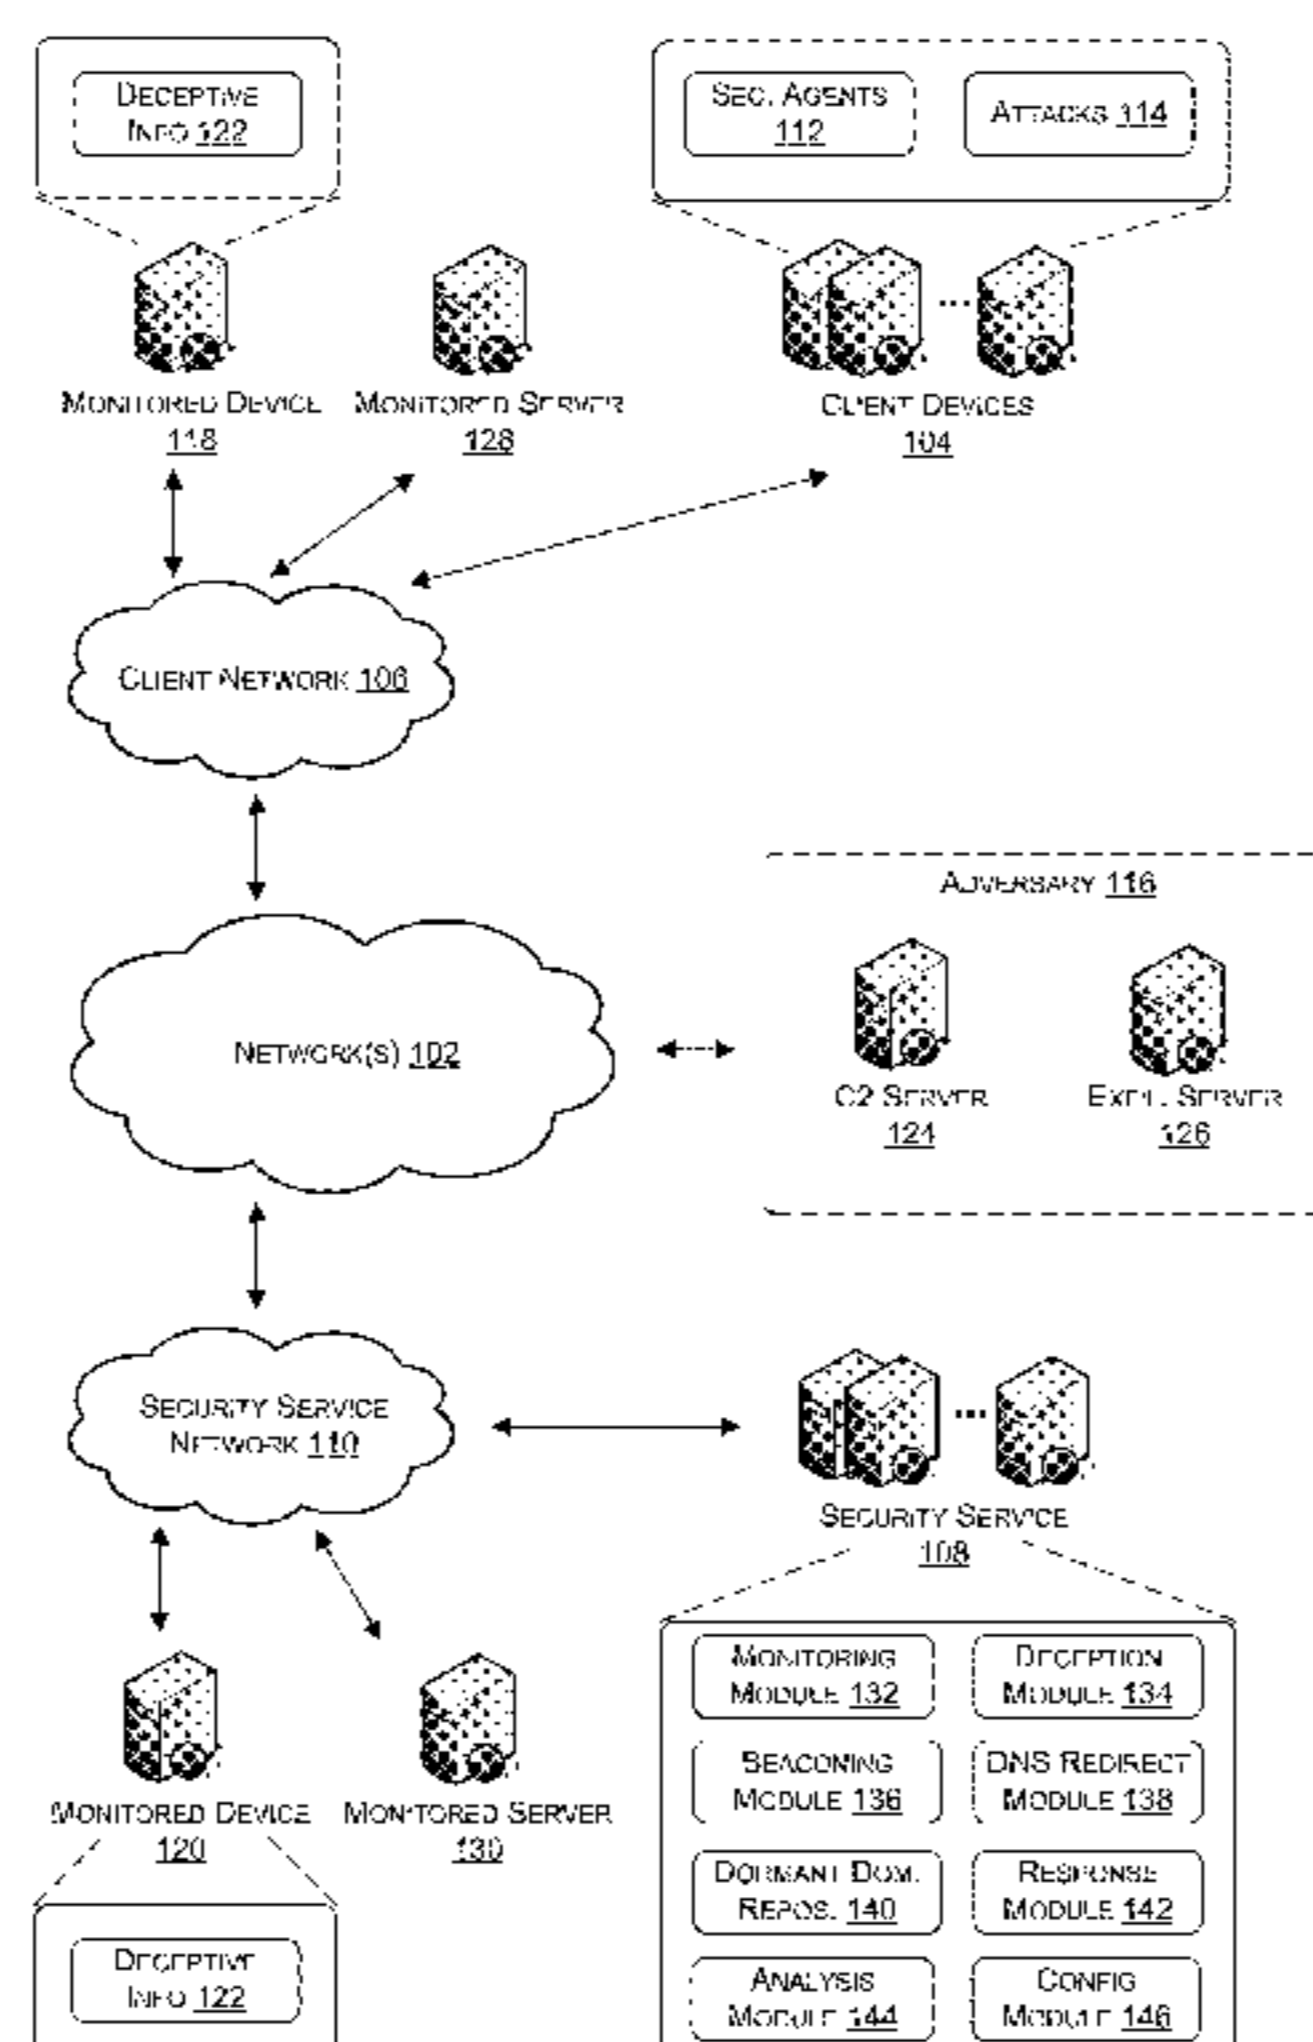 DECEPTIVE
INFO 122
SEC. AGENTS
112
ATTACKS 114
MONITORED DEVICE
118
MONITORED SERVER
128
CLIENT DEVICES
104
CLIENT NETWORK 106
ADVERSARY 116
NETWORK(S) 102
C2 SERVER
124
EXFIL. SERVER
126
SECURITY SERVICE
NETWORK 110
SECURITY SERVICE
108
MONITORING
MODULE 132
DECEPTION
MODULE 134
BEACONING
MODULE 136
DNS REDIRECT
MODULE 138
MONITORED DEVICE
120
MONITORED SERVER
130
DORMANT DOM.
REPOS. 140
RESPONSE
MODULE 142
DECEPTIVE
INFO 122
ANALYSIS
MODULE 144
CONFIG
MODULE 146